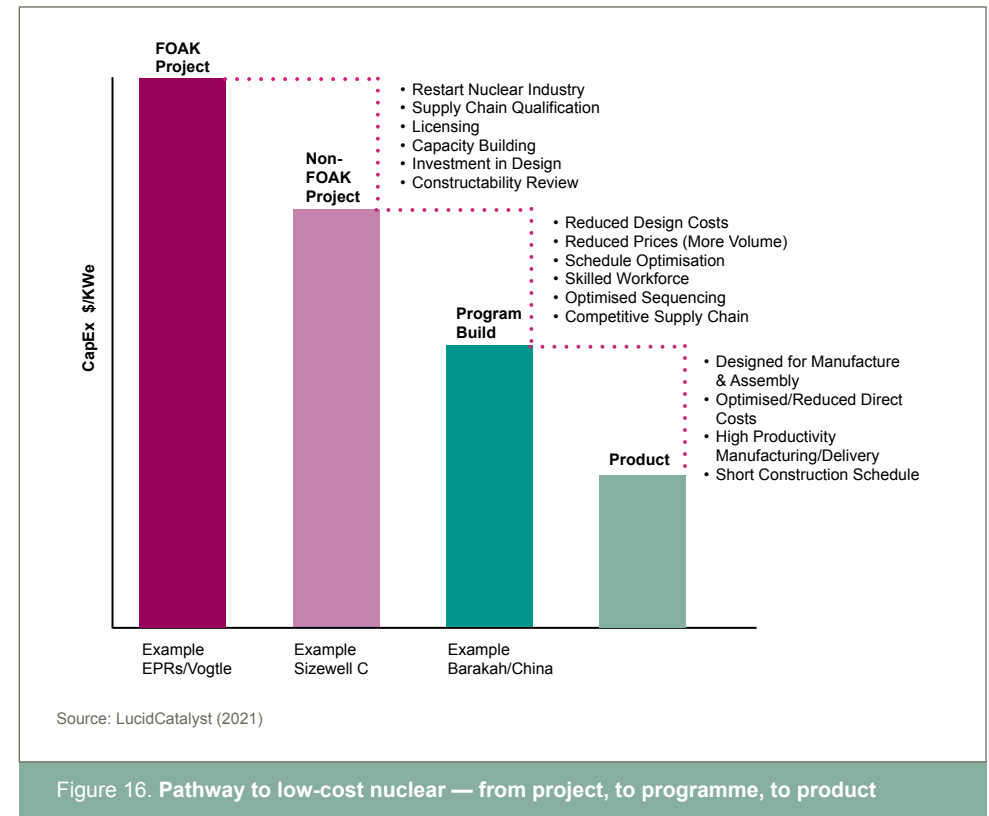 FOAK
Project
• Restart Nuclear Industry
• Supply Chain Qualification
• Licensing
• Capacity Building
• Investment in Design
• Constructability Review
Non-
FOAK
Project
• Reduced Design Costs
• Reduced Prices (More Volume)
• Schedule Optimisation
• Skilled Workforce
• Optimised Sequencing
• Competitive Supply Chain
CapEx $/KWe
Program
Build
• Designed for Manufacture
& Assembly
• Optimised/Reduced Direct
Costs
• High Productivity
Manufacturing/Delivery
• Short Construction Schedule
Product
Example
EPRs/Vogtle
Example
Sizewell C
Example
Barakah/China
Source: LucidCatalyst (2021)
Figure 16. Pathway to low-cost nuclear — from project, to programme, to product